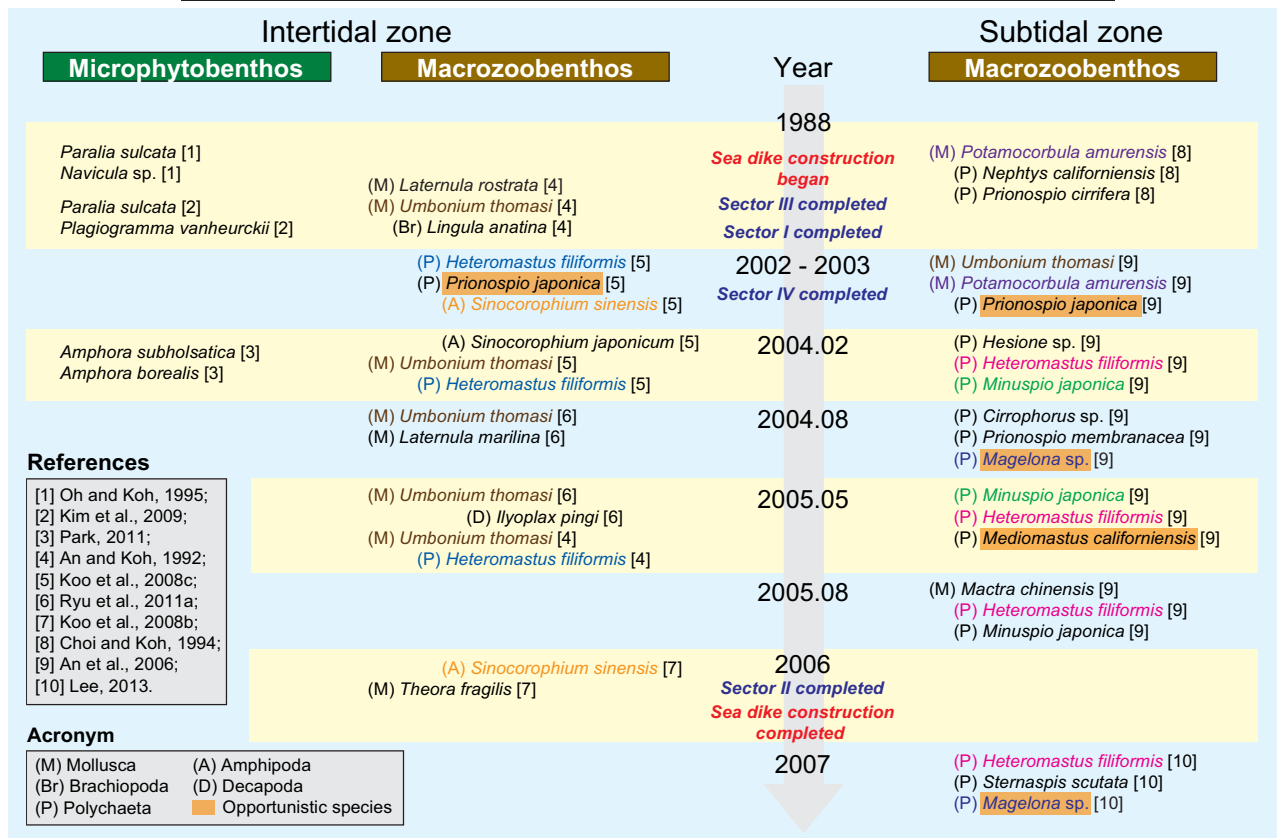 Intertidal zone
Subtidal zone
Microphytobenthos
Macrozoobenthos
Year
Macrozoobenthos
1988
Sea dike construction
began
Sector III completed
Sector I completed
Paralia sulcata [1]
Navicula sp. [1]
Paralia sulcata [2]
Plagiogramma vanheurckii [2]
(M) Laternula rostrata [4]
(M) Umbonium thomasi [4]
(Br) Lingula anatina [4]
(M) Potamocorbula amurensis [8]
(P) Nephtys californiensis [8]
(P) Prionospio cirrifera [8]
2002 - 2003
Sector IV completed
(P) Heteromastus filiformis [5]
(P) Prionospio japonica [5]
(A) Sinocorophium sinensis [5]
(M) Umbonium thomasi [9]
(M) Potamocorbula amurensis [9]
(P) Prionospio japonica [9]
2004.02
Amphora subholsatica [3]
Amphora borealis [3]
(A) Sinocorophium japonicum [5]
(M) Umbonium thomasi [5]
(P) Heteromastus filiformis [5]
(P) Hesione sp. [9]
(P) Heteromastus filiformis [9]
(P) Minuspio japonica [9]
2004.08
(M) Umbonium thomasi [6]
(M) Laternula marilina [6]
(P) Cirrophorus sp. [9]
(P) Prionospio membranacea [9]
(P) Magelona sp. [9]
2005.05
(M) Umbonium thomasi [6]
(D) Ilyoplax pingi [6]
(M) Umbonium thomasi [4]
(P) Heteromastus filiformis [4]
(P) Minuspio japonica [9]
(P) Heteromastus filiformis [9]
(P) Mediomastus californiensis [9]
2005.08
(M) Mactra chinensis [9]
(P) Heteromastus filiformis [9]
(P) Minuspio japonica [9]
2006
Sector II completed
Sea dike construction
completed
(A) Sinocorophium sinensis [7]
(M) Theora fragilis [7]
2007
(P) Heteromastus filiformis [10]
(P) Sternaspis scutata [10]
(P) Magelona sp. [10]
References
[1] Oh and Koh, 1995;
[2] Kim et al., 2009;
[3] Park, 2011;
[4] An and Koh, 1992;
[5] Koo et al., 2008c;
[6] Ryu et al., 2011a;
[7] Koo et al., 2008b;
[8] Choi and Koh, 1994;
[9] An et al., 2006;
[10] Lee, 2013.
Acronym
(M) Mollusca (A) Amphipoda
(Br) Brachiopoda (D) Decapoda
(P) Polychaeta Opportunistic species